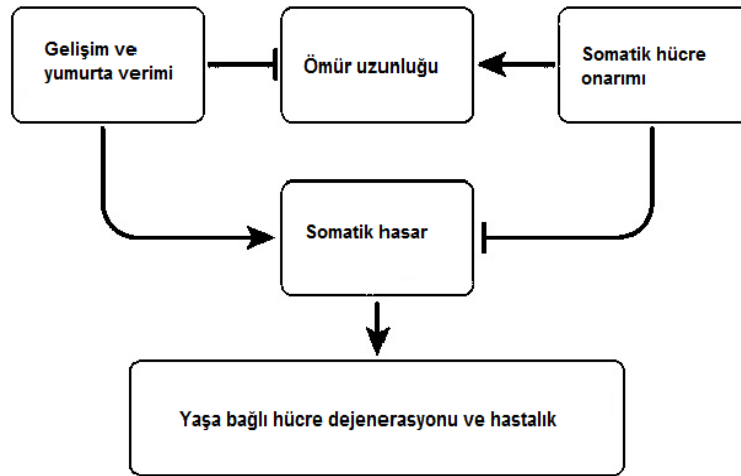 Gelişim ve
yumurta verimi
Ömür uzunluğu
Somatik hücre
onarımı
Somatik hasar
Yaşa bağlı hücre dejenerasyonu ve hastalık